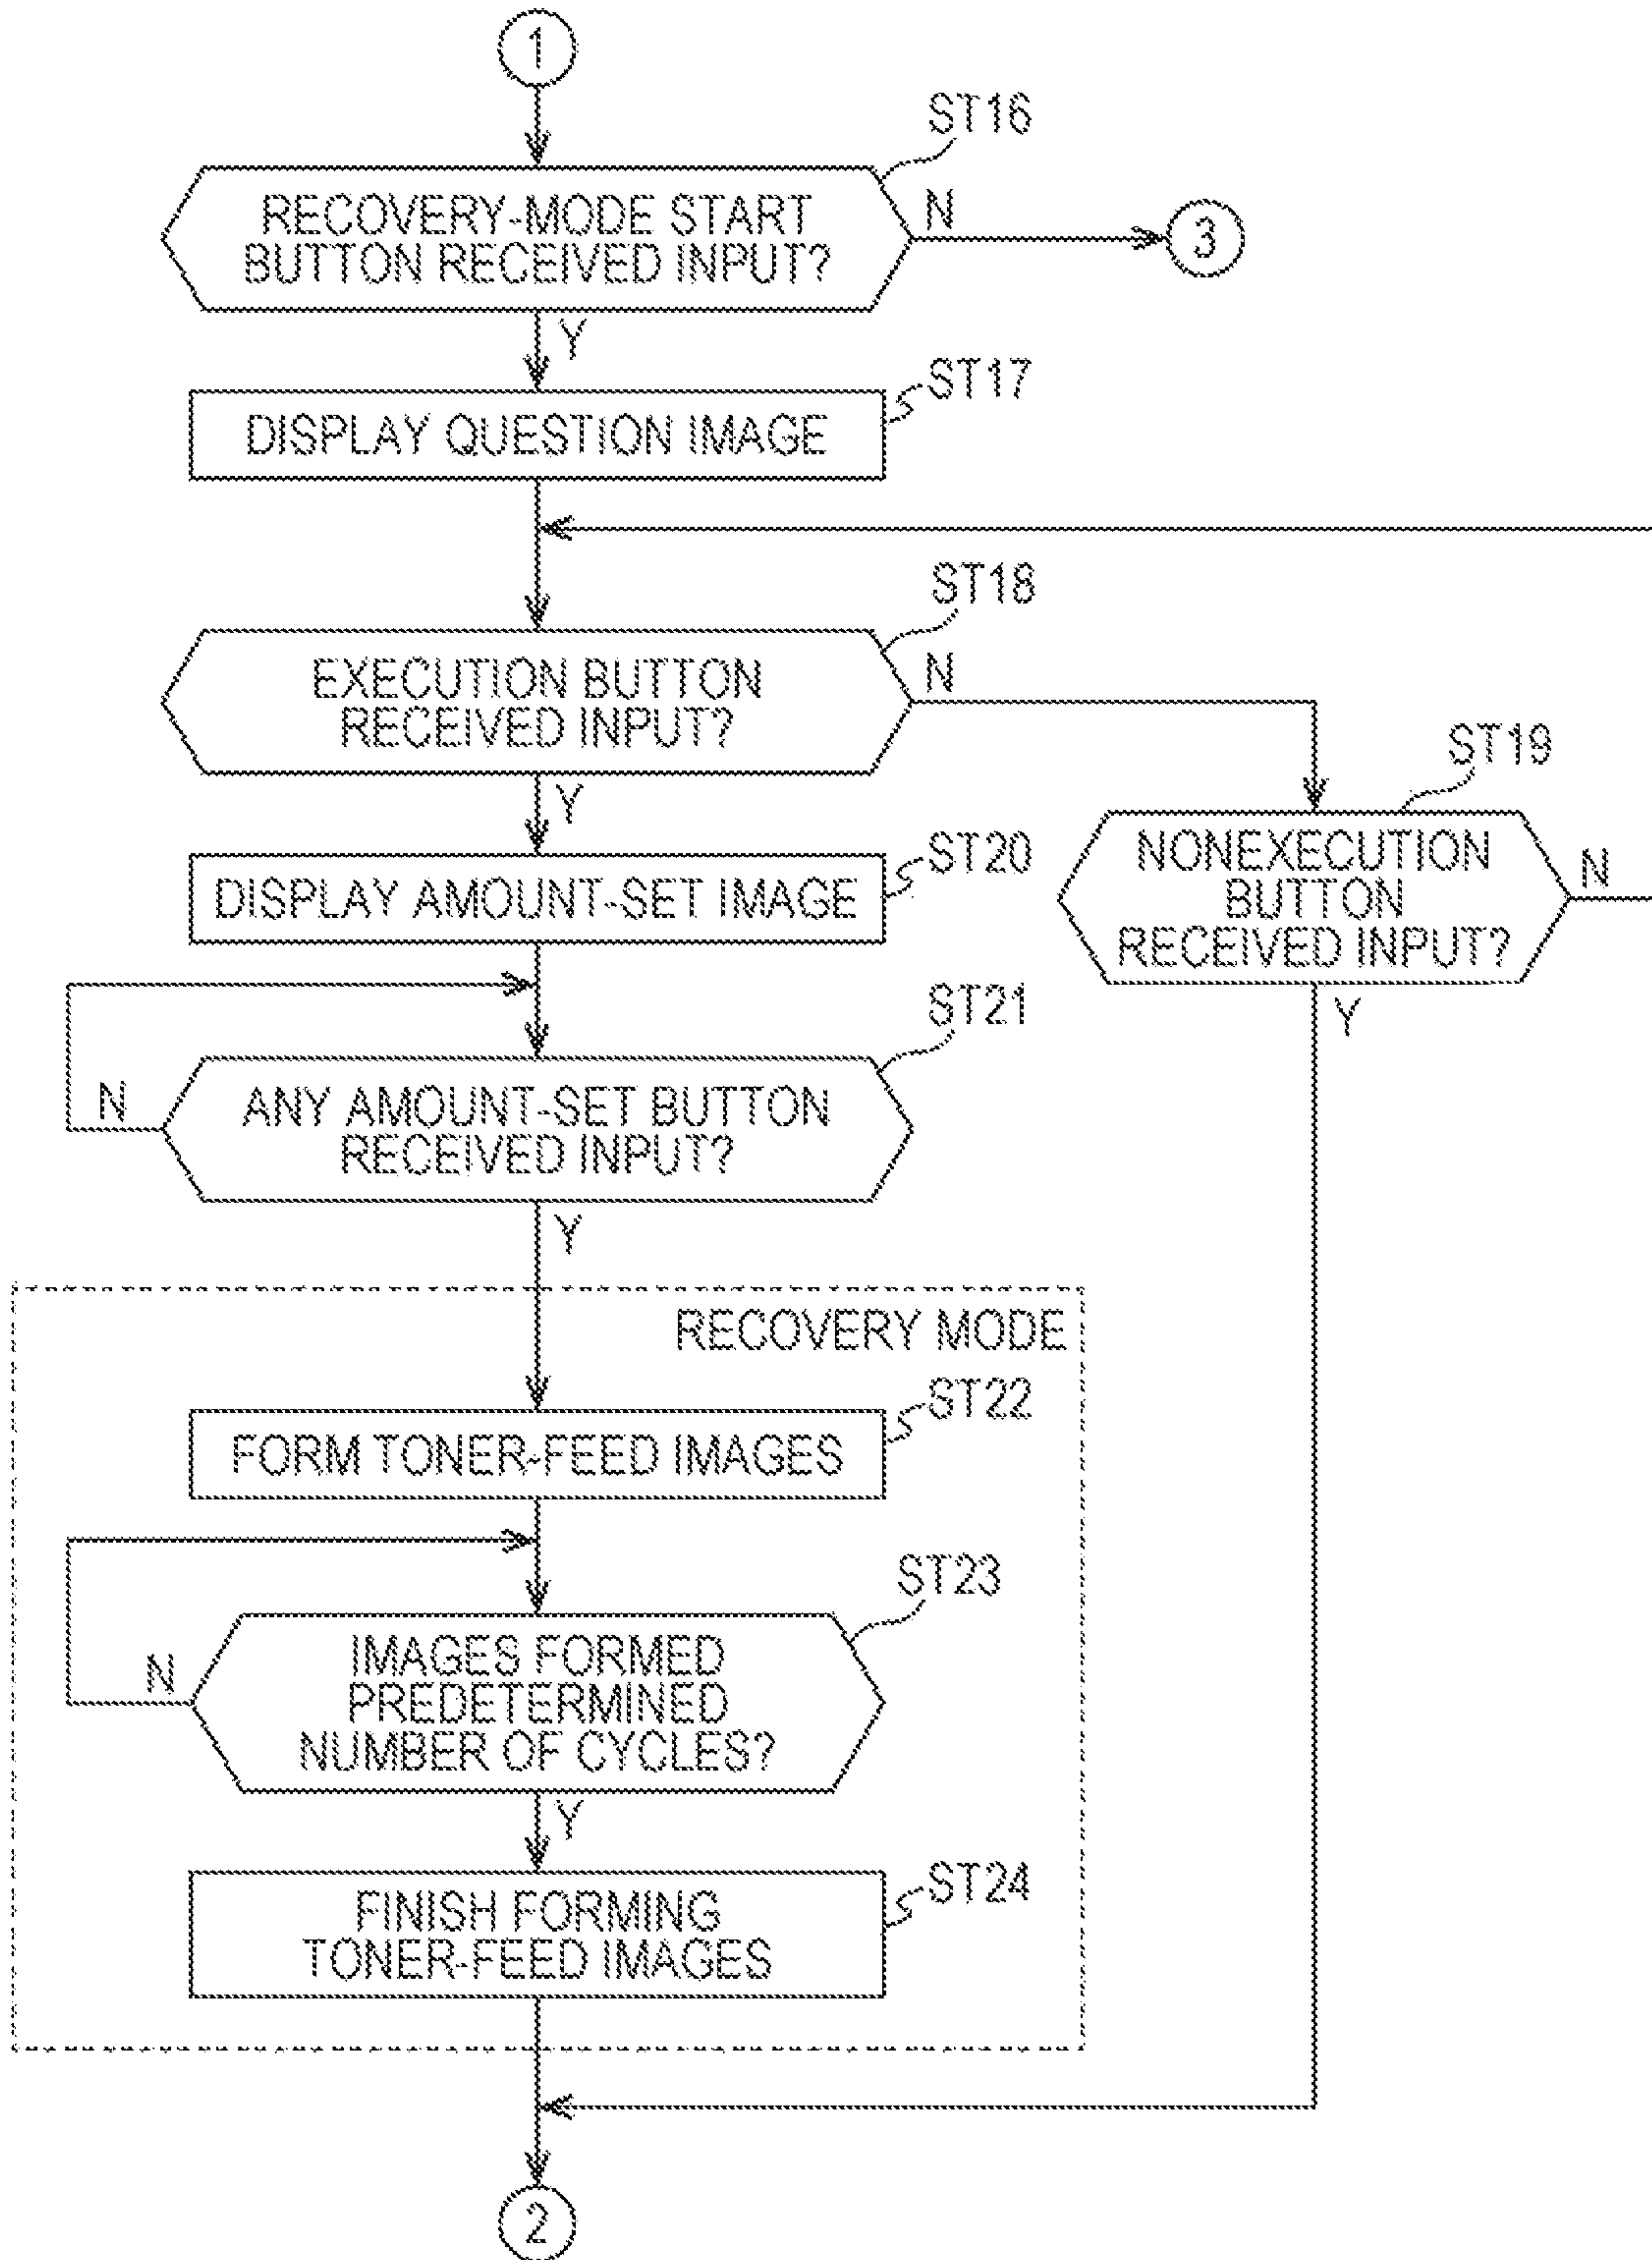 1
ST16
RECOVERY-MODE START
BUTTON RECEIVED INPUT?
N
3
Y
ST17
DISPLAY QUESTION IMAGE
ST18
EXECUTION BUTTON
RECEIVED INPUT?
N
Y
ST19
NONEXECUTION
BUTTON
RECEIVED INPUT?
N
Y
ST20
DISPLAY AMOUNT-SET IMAGE
ST21
ANY AMOUNT-SET BUTTON
RECEIVED INPUT?
N
Y
RECOVERY MODE
ST22
FORM TONER-FEED IMAGES
ST23
IMAGES FORMED
PREDETERMINED
NUMBER OF CYCLES?
N
Y
ST24
FINISH FORMING
TONER-FEED IMAGES
2